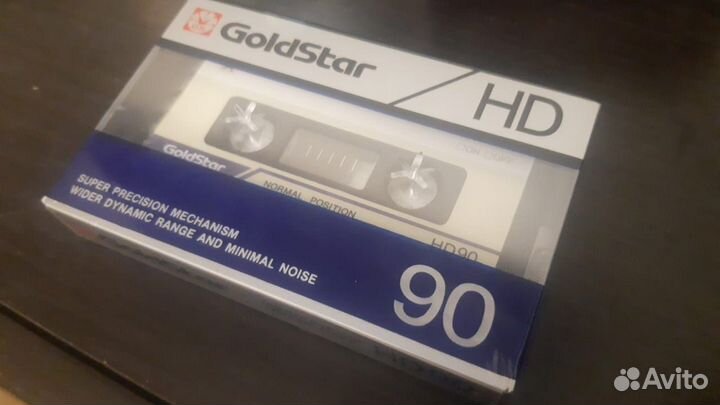 GoldStar
HD
GoldStar
NORMAL POSITION
HD90
SUPER PRECISION MECHANISM
WIDER DYNAMIC RANGE AND MINIMAL NOISE
90
Avito